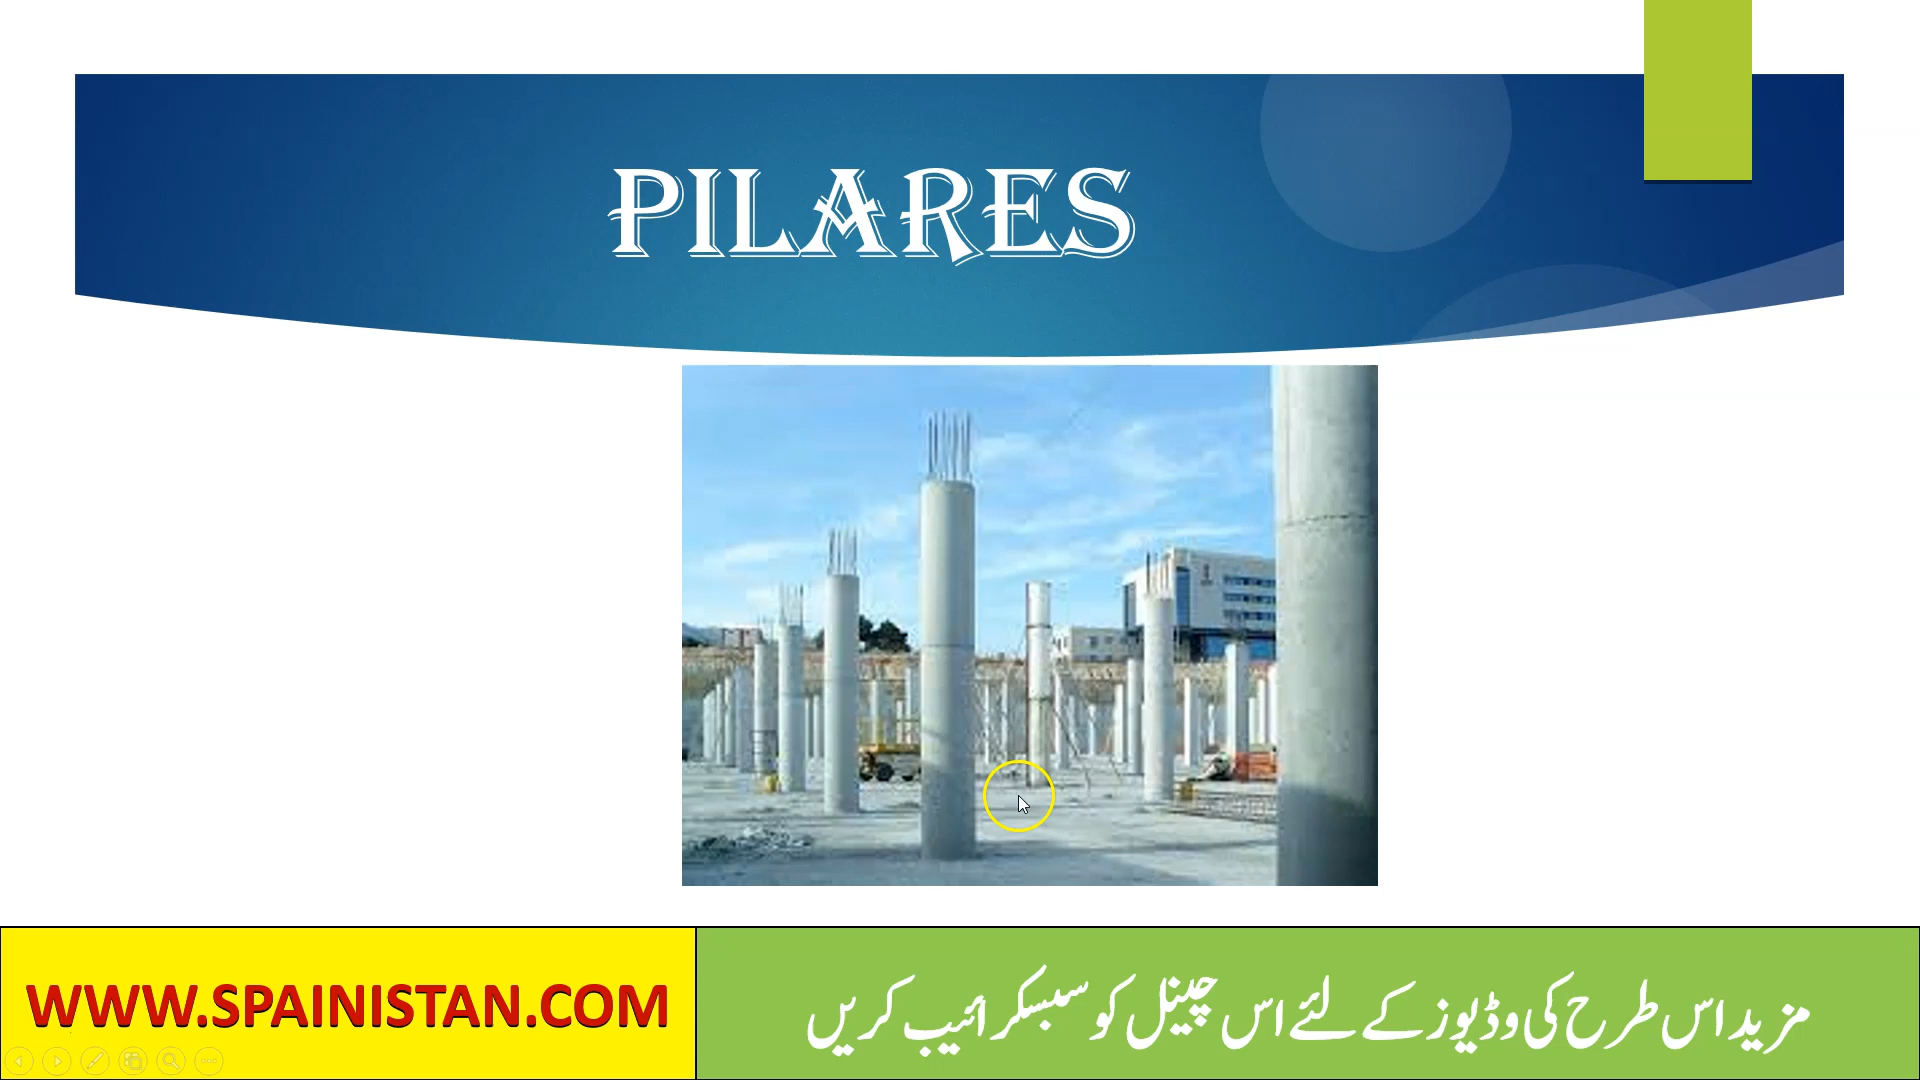 PILARES
WWW.SPAINISTAN.COM
مزید اس طرح کی وڈیوز کے لئے اس چینل کو سبسکرائیب کریں